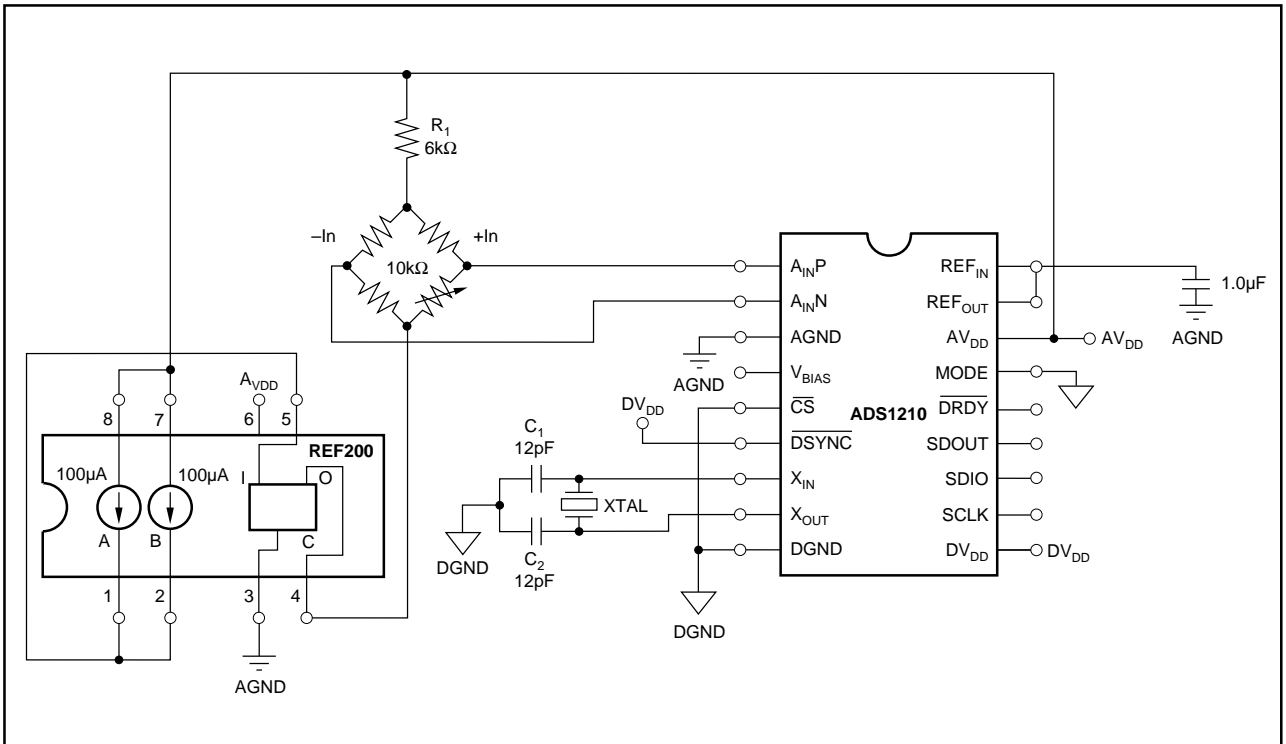 R1
6kΩ
–In
+In
10kΩ
AINP
REFIN
1.0µF
AINN
REFOUT
AGND
AGND
AVDD
AVDD
AGND
VBIAS
MODE
AVDD
8
7
6
5
DVDD
CS
ADS1210
DRDY
DSYNC
SDOUT
REF200
C1
12pF
100µA
100µA
I
O
XIN
SDIO
XTAL
XOUT
SCLK
A
B
C
DGND
C2
12pF
DGND
DVDD
DVDD
1
2
3
4
DGND
AGND